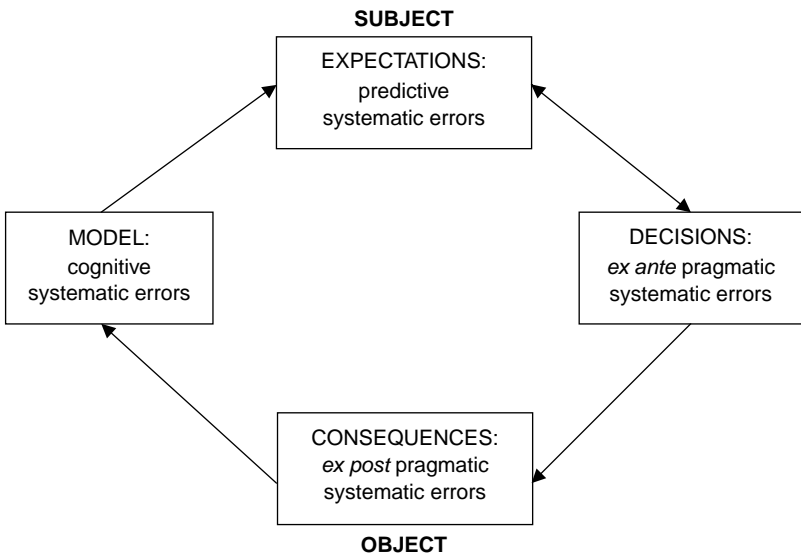 SUBJECT
EXPECTATIONS:
predictive
systematic errors
MODEL:
cognitive
systematic errors
DECISIONS:
ex ante pragmatic
systematic errors
CONSEQUENCES:
ex post pragmatic
systematic errors
OBJECT